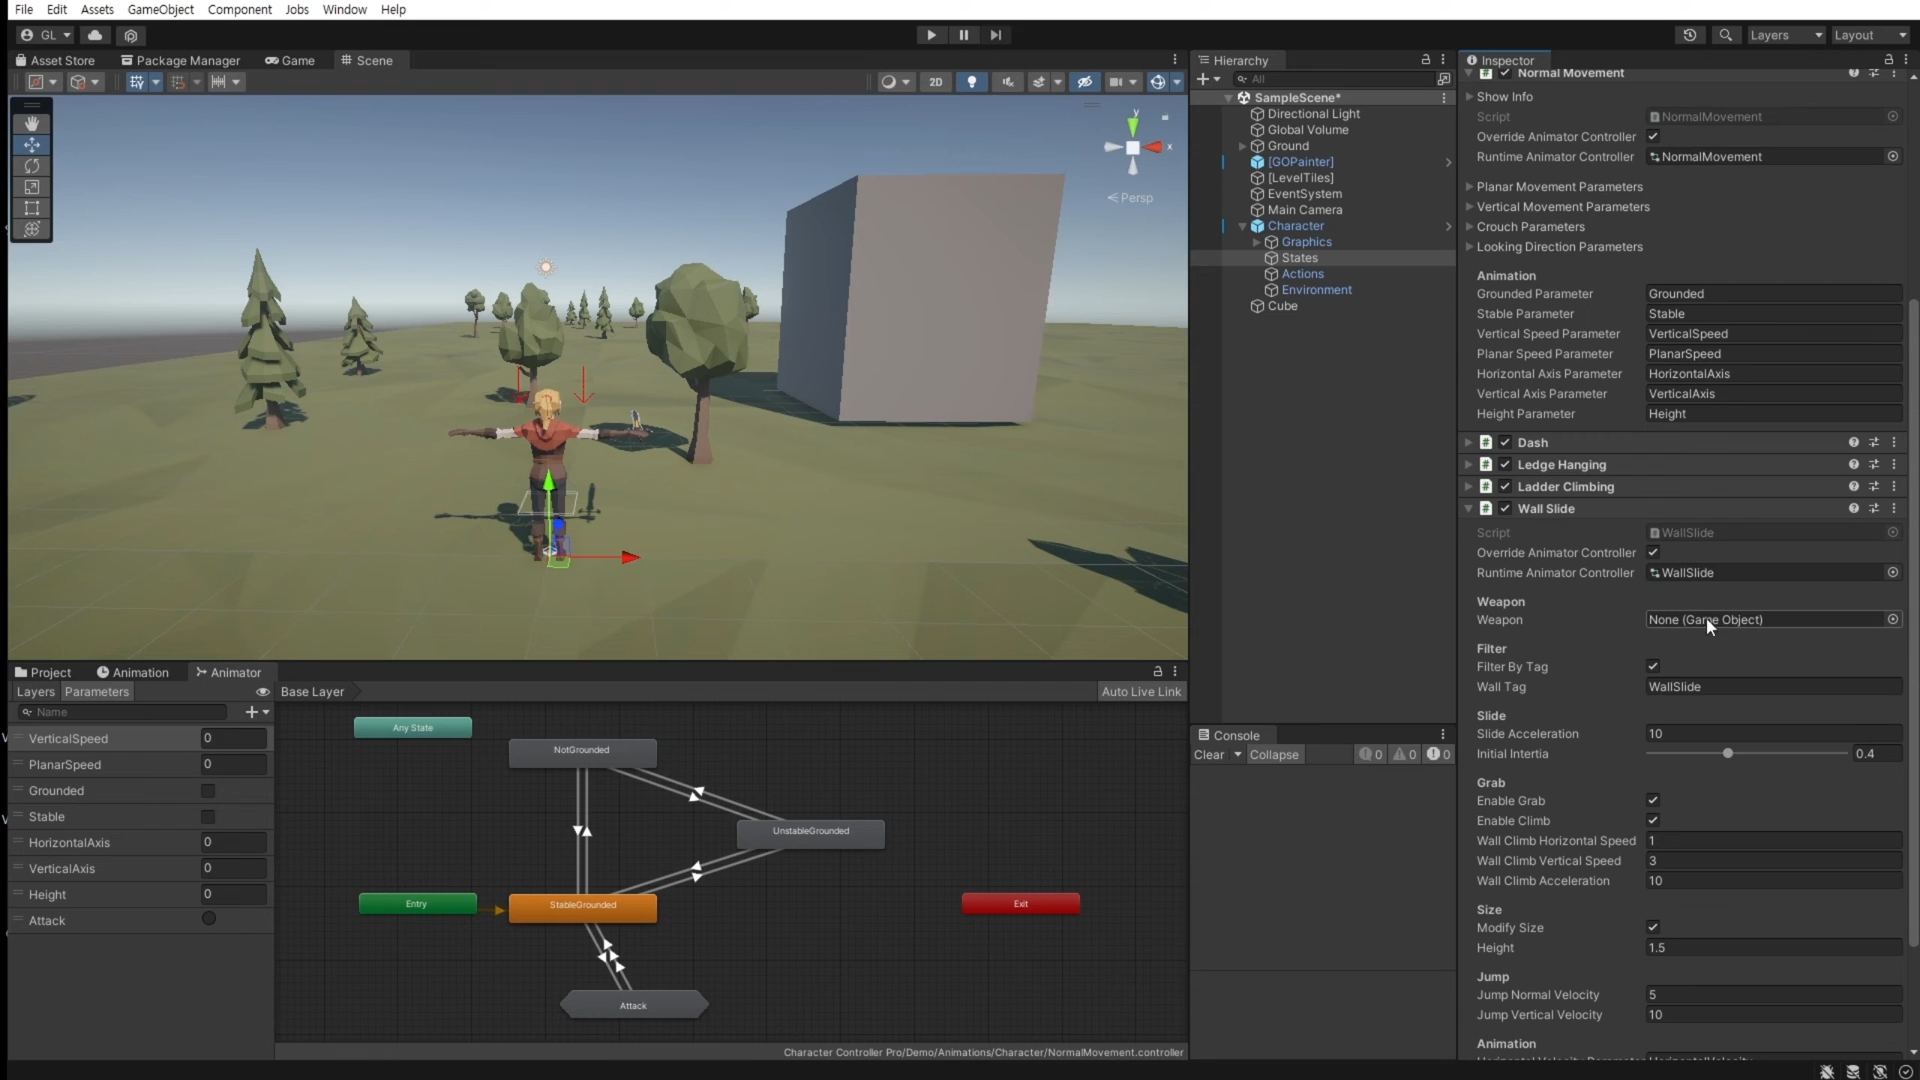 File Edit Assets GameObject Component Jobs Window Help
GL Layers Layout
Asset Store Package Manager Game Scene
2D
y
x
Persp
Hierarchy
All
SampleScene*
Directional Light
Global Volume
Ground
[GOPainter]
[LevelTiles]
EventSystem
Main Camera
Character
Graphics
States
Actions
Environment
Cube
Inspector
Normal Movement
Show Info
Script NormalMovement
Override Animator Controller
Runtime Animator Controller NormalMovement
Planar Movement Parameters
Vertical Movement Parameters
Crouch Parameters
Looking Direction Parameters
Animation
Grounded Parameter Grounded
Stable Parameter Stable
Vertical Speed Parameter VerticalSpeed
Planar Speed Parameter PlanarSpeed
Horizontal Axis Parameter HorizontalAxis
Vertical Axis Parameter VerticalAxis
Height Parameter Height
Dash
Ledge Hanging
Ladder Climbing
Wall Slide
Script WallSlide
Override Animator Controller
Runtime Animator Controller WallSlide
Weapon
Weapon None (Game Object)
Filter
Filter By Tag
Wall Tag WallSlide
Slide
Slide Acceleration 10
Initial Intertia 0.4
Grab
Enable Grab
Enable Climb
Wall Climb Horizontal Speed 1
Wall Climb Vertical Speed 3
Wall Climb Acceleration 10
Size
Modify Size
Height 1.5
Jump
Jump Normal Velocity 5
Jump Vertical Velocity 10
Animation
Project Animation Animator
Layers Parameters Base Layer Auto Live Link
Name
VerticalSpeed 0
PlanarSpeed 0
Grounded
Stable
HorizontalAxis 0
VerticalAxis 0
Height 0
Attack
Any State
NotGrounded
UnstableGrounded
Entry
StableGrounded
Exit
Attack
Character Controller Pro/Demo/Animations/Character/NormalMovement.controller
Console
Clear Collapse 0 0 0